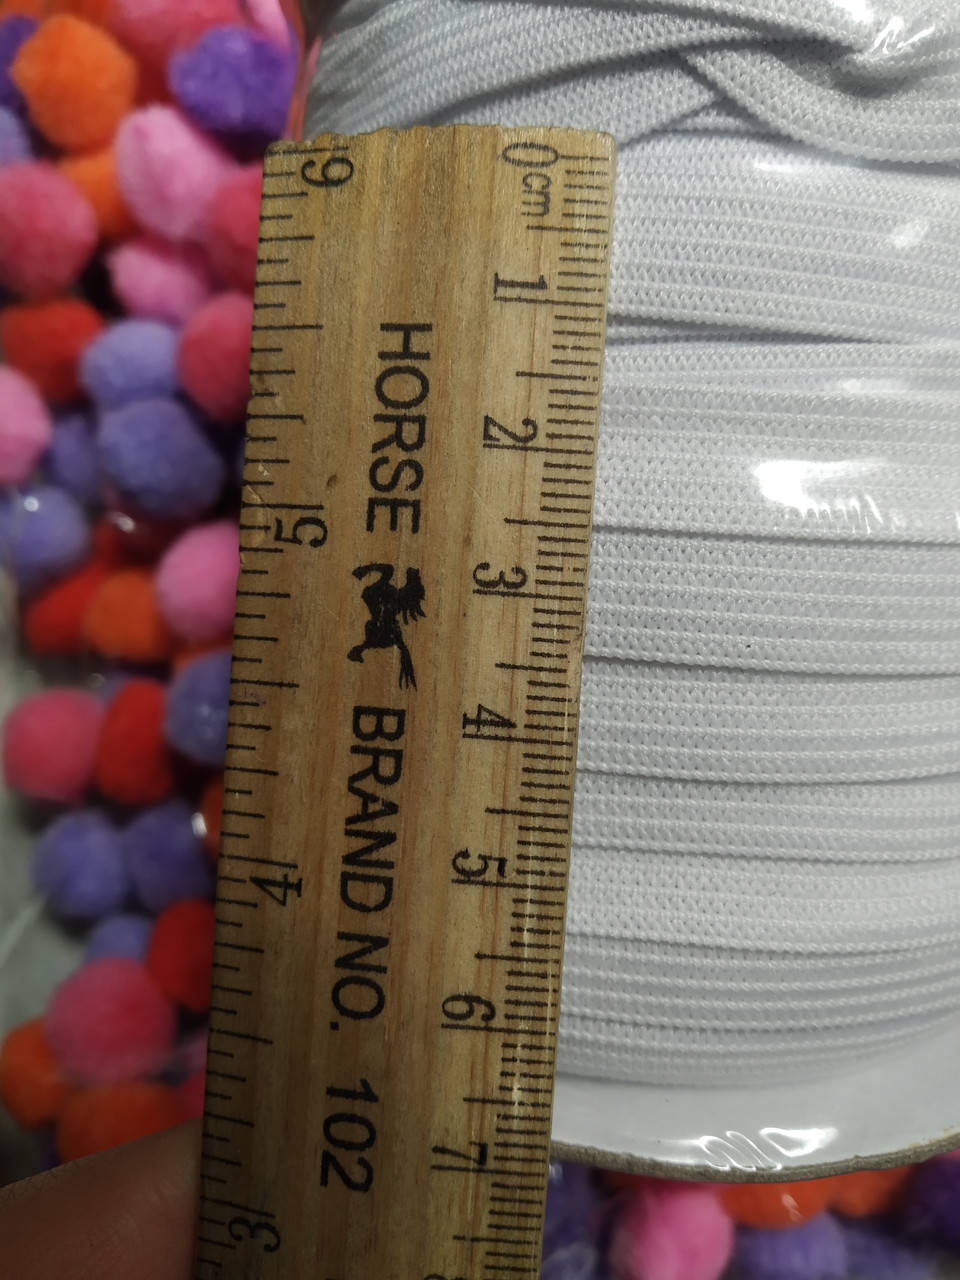 0cm 1 2 3 4 5 6 7
HORSE BRAND NO. 102
6 5 4 3